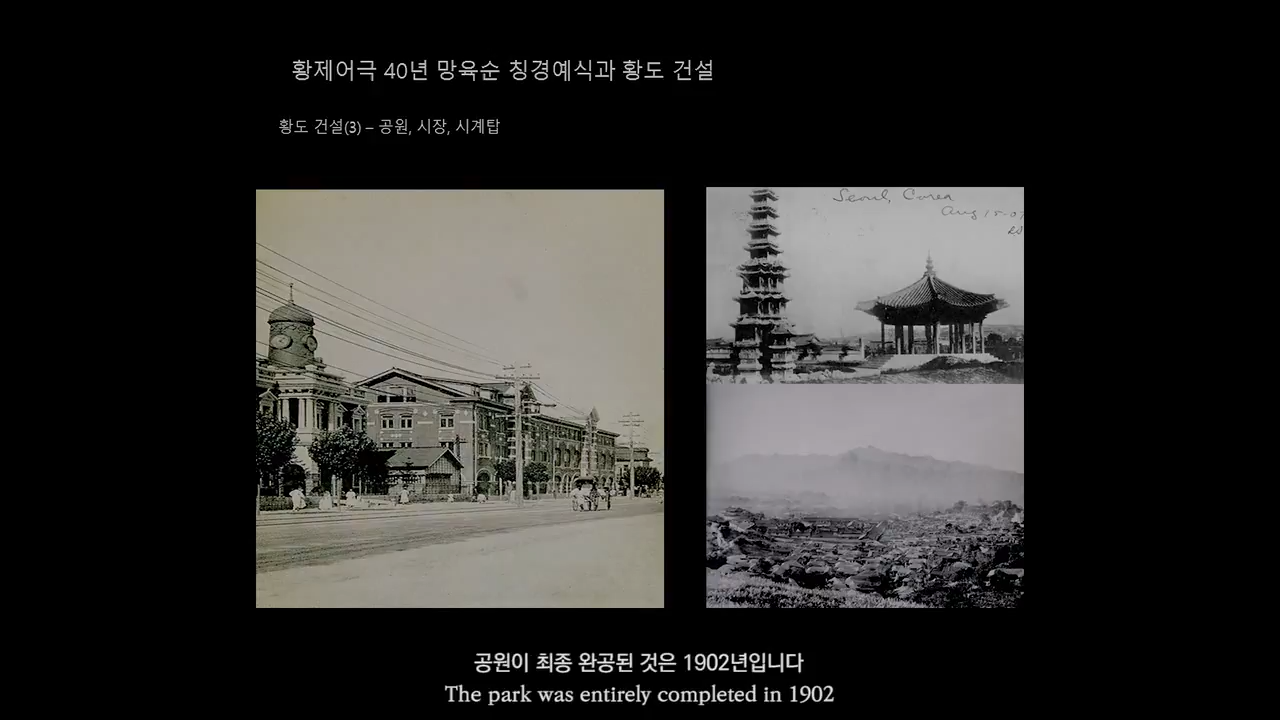 황제어극 40년 망육순 칭경예식과 황도 건설
황도 건설(3) – 공원, 시장, 시계탑
Seoul, Corea
Aug 15-07
공원이 최종 완공된 것은 1902년입니다
The park was entirely completed in 1902